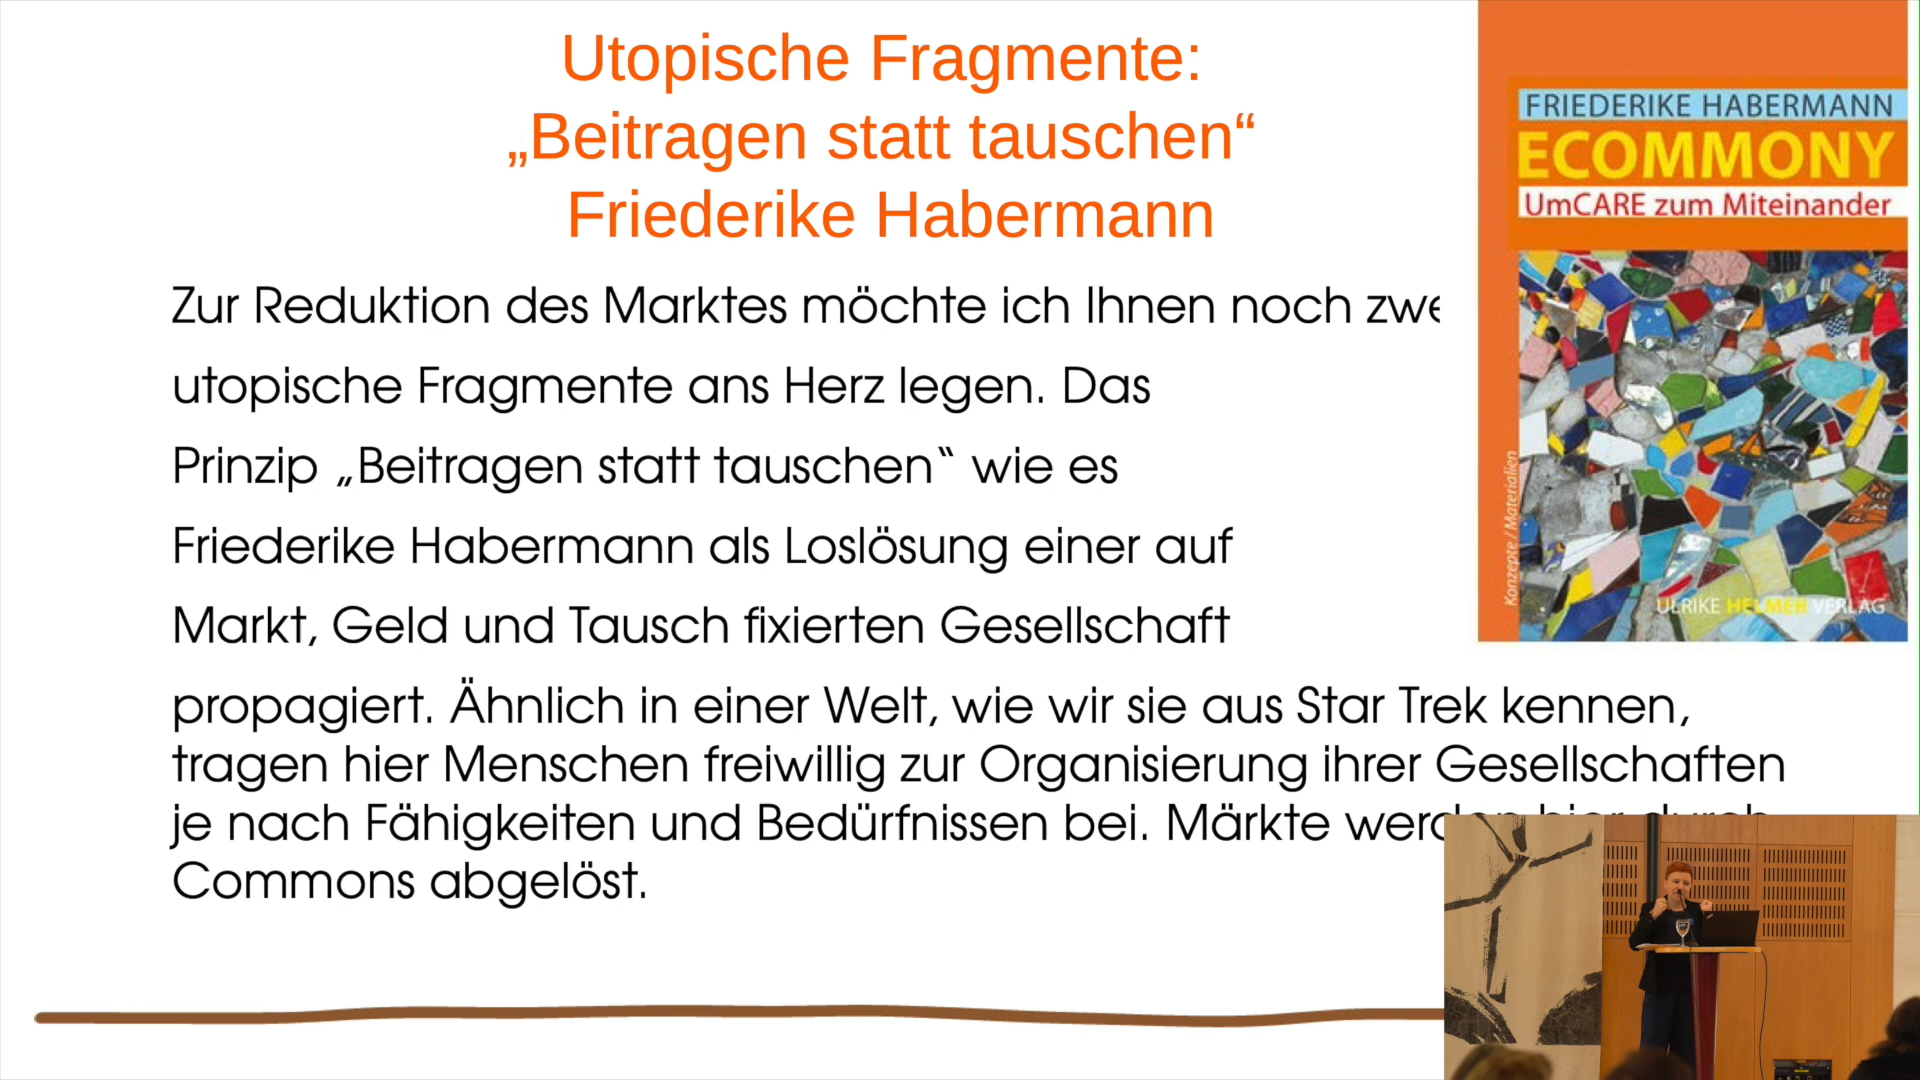 Utopische Fragmente:
„Beitragen statt tauschen“
Friederike Habermann
Zur Reduktion des Marktes möchte ich Ihnen noch zwe
utopische Fragmente ans Herz legen. Das
Prinzip „Beitragen statt tauschen“ wie es
Friederike Habermann als Loslösung einer auf
Markt, Geld und Tausch fixierten Gesellschaft
propagiert. Ähnlich in einer Welt, wie wir sie aus Star Trek kennen,
tragen hier Menschen freiwillig zur Organisierung ihrer Gesellschaften
je nach Fähigkeiten und Bedürfnissen bei. Märkte werden hier durch
Commons abgelöst.
FRIEDERIKE HABERMANN
ECOMMONY
UmCARE zum Miteinander
Konzepte / Materialien
ULRIKE HELMER VERLAG